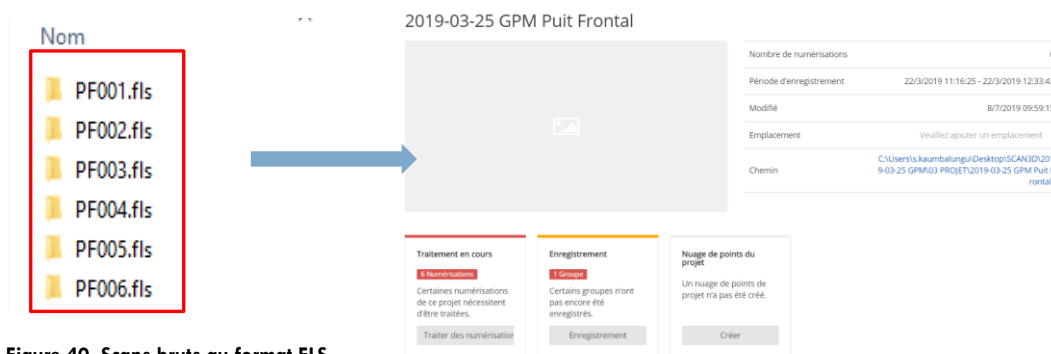 Nom
PF001.fls
PF002.fls
PF003.fls
PF004.fls
PF005.fls
PF006.fls
Figure 40. Scans bruts au format FLS
2019-03-25 GPM Puit Frontal
Nombre de numérisations
Période d'enregistrement 22/3/2019 11:16:25 - 22/3/2019 12:33:42
Modifié 8/7/2019 09:59:15
Emplacement Veuillez ajouter un emplacement
Chemin C:\Users\s.kaumbalungu\Desktop\SCAN3D\201
9-03-25 GPM\03 PROJET\2019-03-25 GPM Puit F
rontal
Traitement en cours
6 Numérisations
Certaines numérisations
de ce projet nécessitent
d'être traitées.
Traiter des numérisation
Enregistrement
1 Groupe
Certains groupes n'ont
pas encore été
enregistrés.
Enregistrement
Nuage de points du
projet
Un nuage de points de
projet n'a pas été créé.
Créer